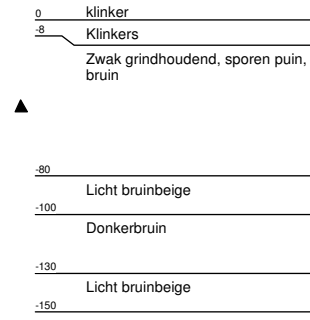 0 klinker
-8 Klinkers
Zwak grindhoudend, sporen puin,
bruin
-80
Licht bruinbeige
-100
Donkerbruin
-130
Licht bruinbeige
-150